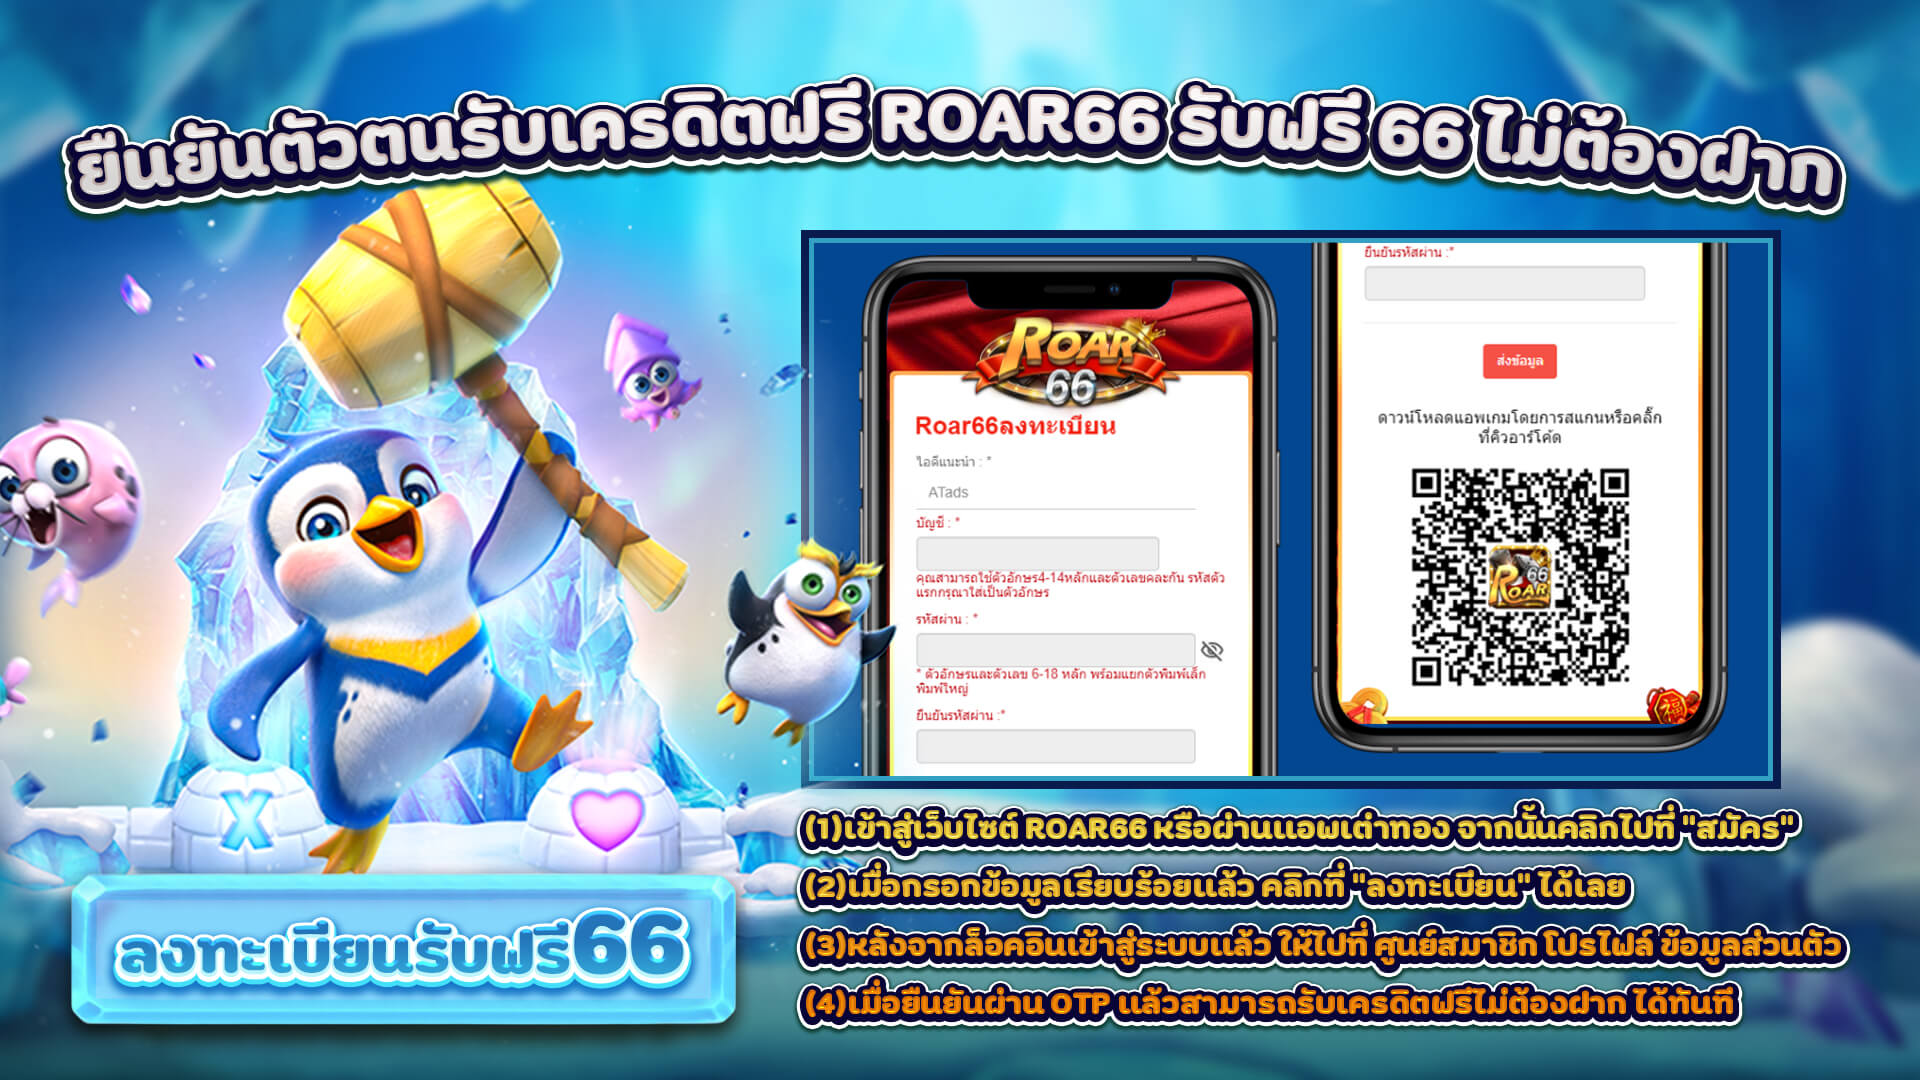 ยืนยันตัวตนรับเครดิตฟรี ROAR66 รับฟรี 66 ไม่ต้องฝาก
ROAR
66
Roar66ลงทะเบียน
ไอดีแนะนำ : *
ATads
บัญชี : *
คุณสามารถใช้ตัวอักษร4-14หลักและตัวเลขคละกัน รหัสตัว
แรกกรุณาใส่เป็นตัวอักษร
รหัสผ่าน : *
* ตัวอักษรและตัวเลข 6-18 หลัก พร้อมแยกตัวพิมพ์เล็ก
พิมพ์ใหญ่
ยืนยันรหัสผ่าน :*
ยืนยันรหัสผ่าน :*
ส่งข้อมูล
ดาวน์โหลดแอพเกมโดยการสแกนหรือคลิ๊ก
ที่คิวอาร์โค้ด
66
ROAR
福
X
ลงทะเบียนรับฟรี66
(1)เข้าสู่เว็บไซต์ ROAR66 หรือผ่านแอพเต๋าทอง จากนั้นคลิกไปที่ "สมัคร"
(2)เมื่อกรอกข้อมูลเรียบร้อยแล้ว คลิกที่ "ลงทะเบียน" ได้เลย
(3)หลังจากล็อคอินเข้าสู่ระบบแล้ว ให้ไปที่ ศูนย์สมาชิก โปรไฟล์ ข้อมูลส่วนตัว
(4)เมื่อยืนยันผ่าน OTP แล้วสามารถรับเครดิตฟรีไม่ต้องฝาก ได้ทันที